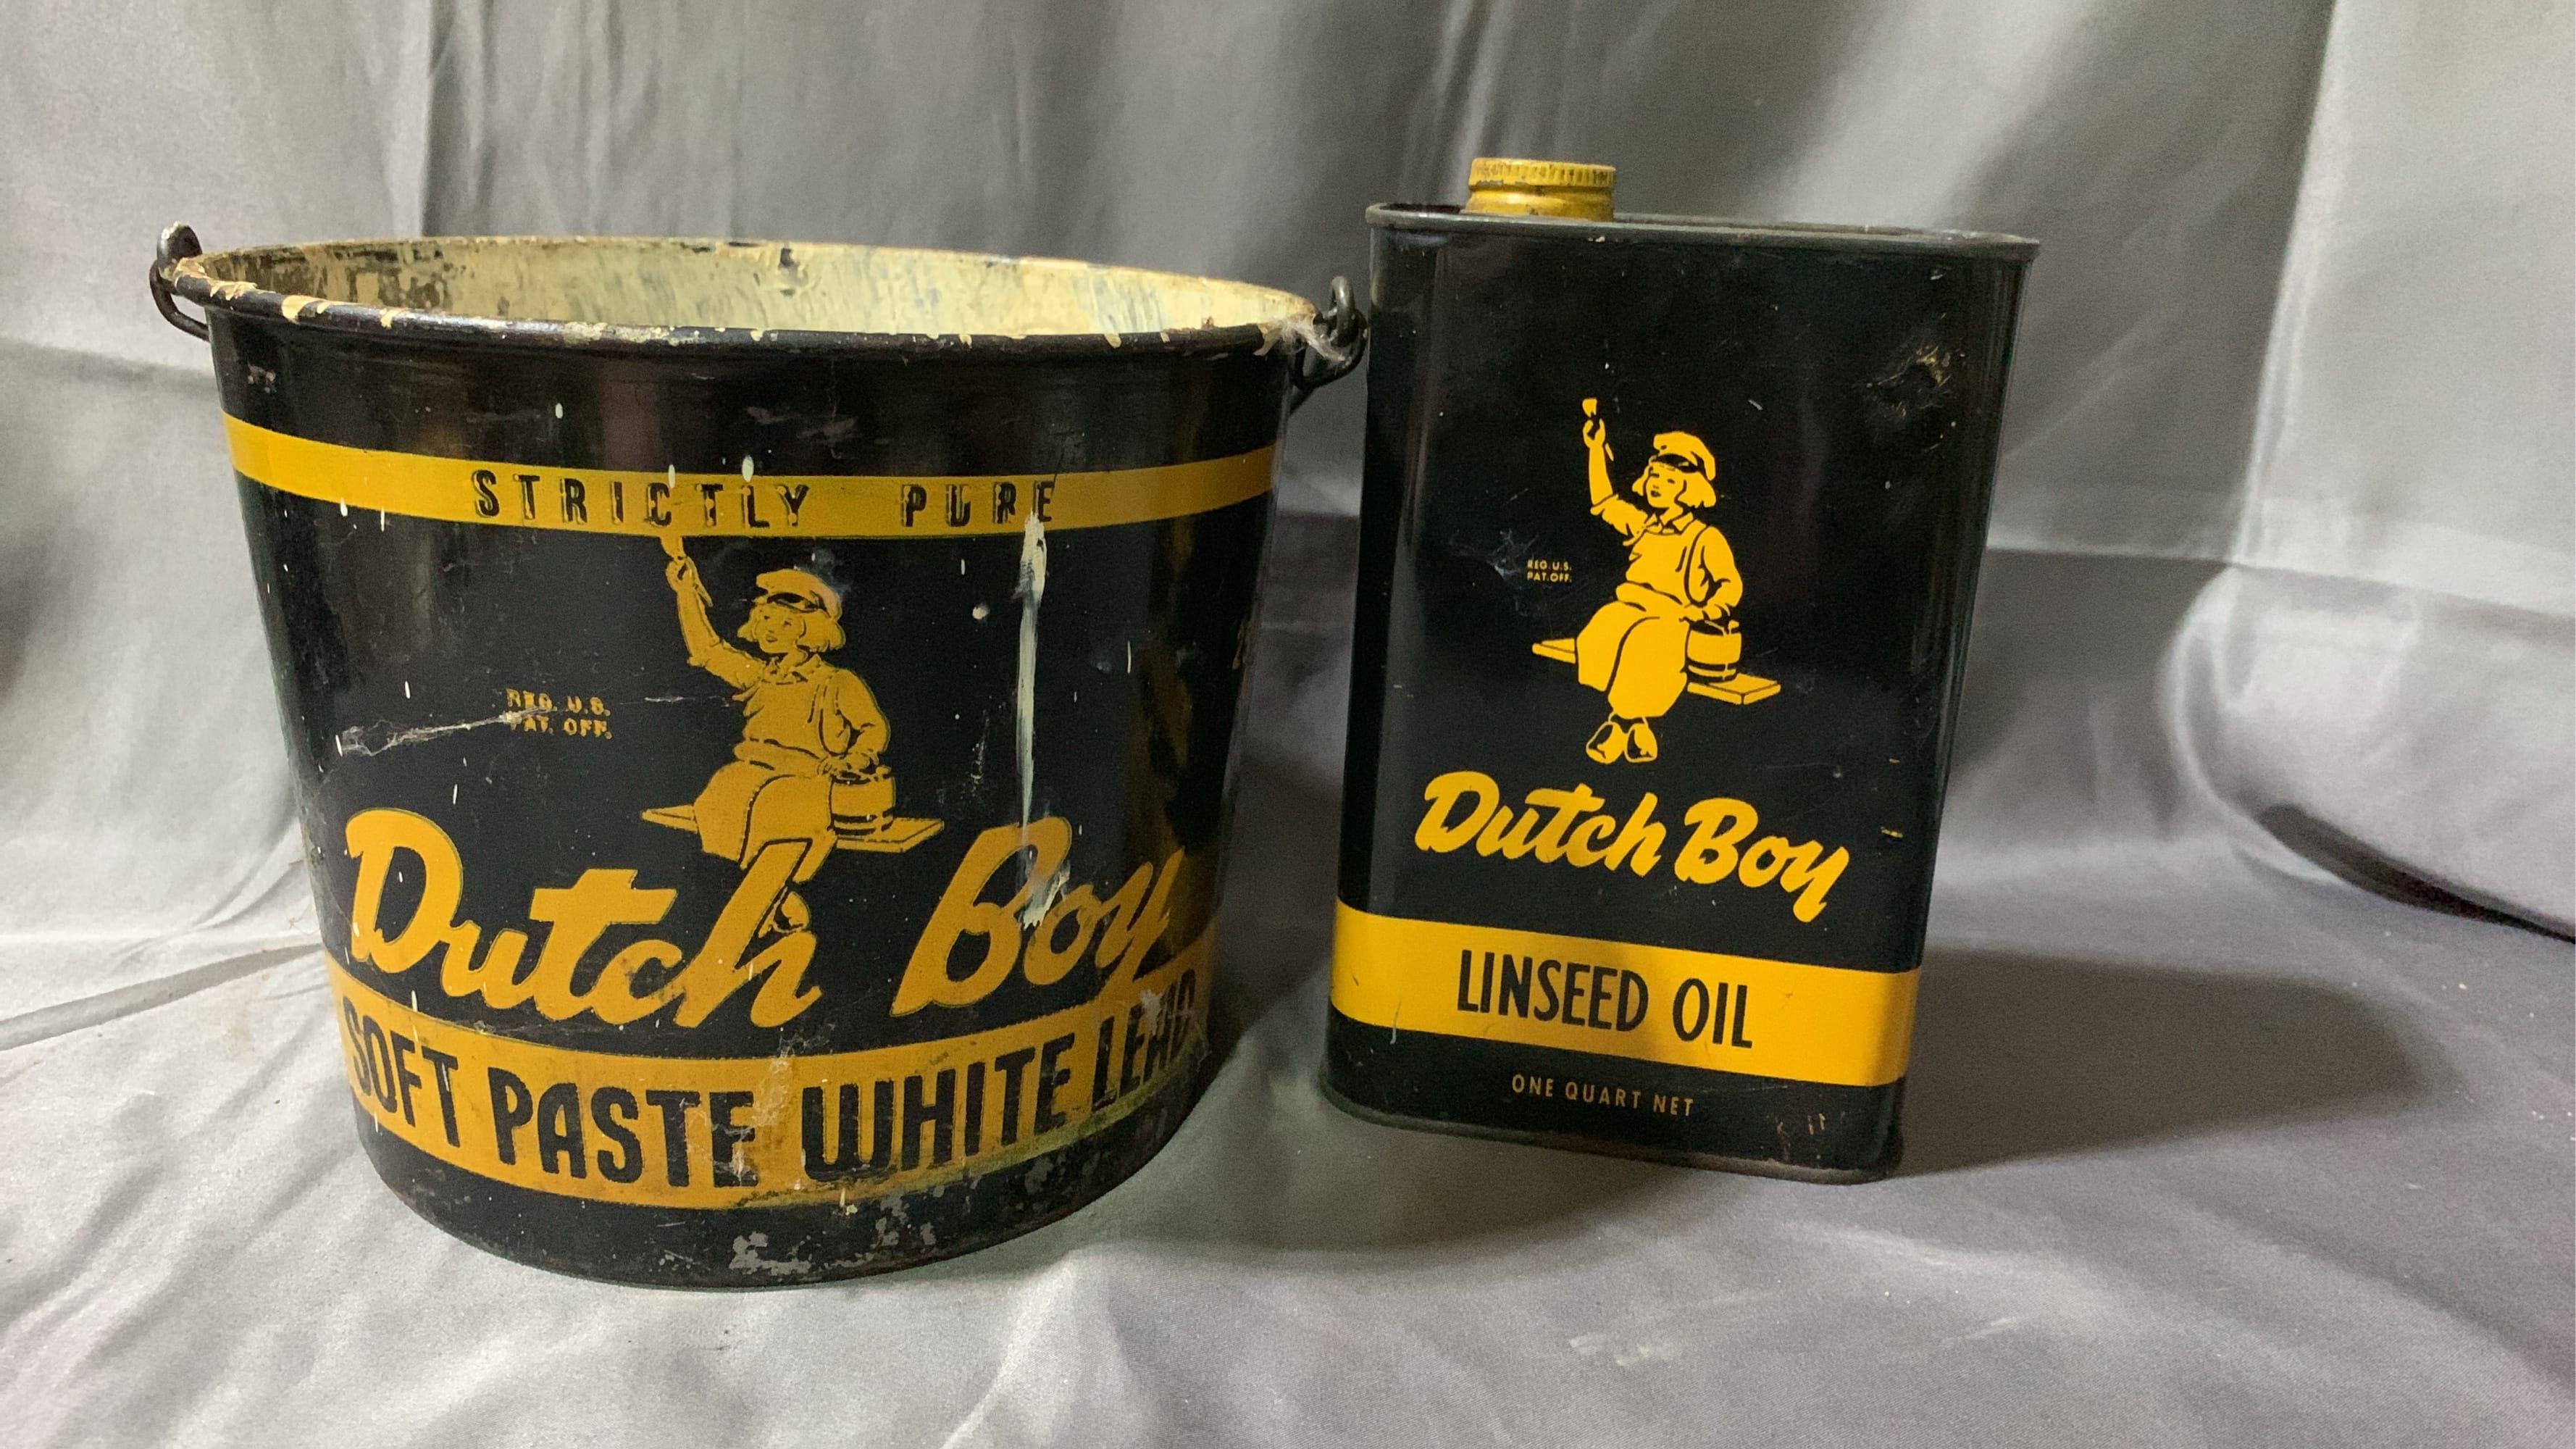 STRICTLY PURE
REG. U.S.
PAT. OFF.
Dutch Boy
SOFT PASTE WHITE LEAD
REG. U.S.
PAT. OFF.
Dutch Boy
LINSEED OIL
ONE QUART NET